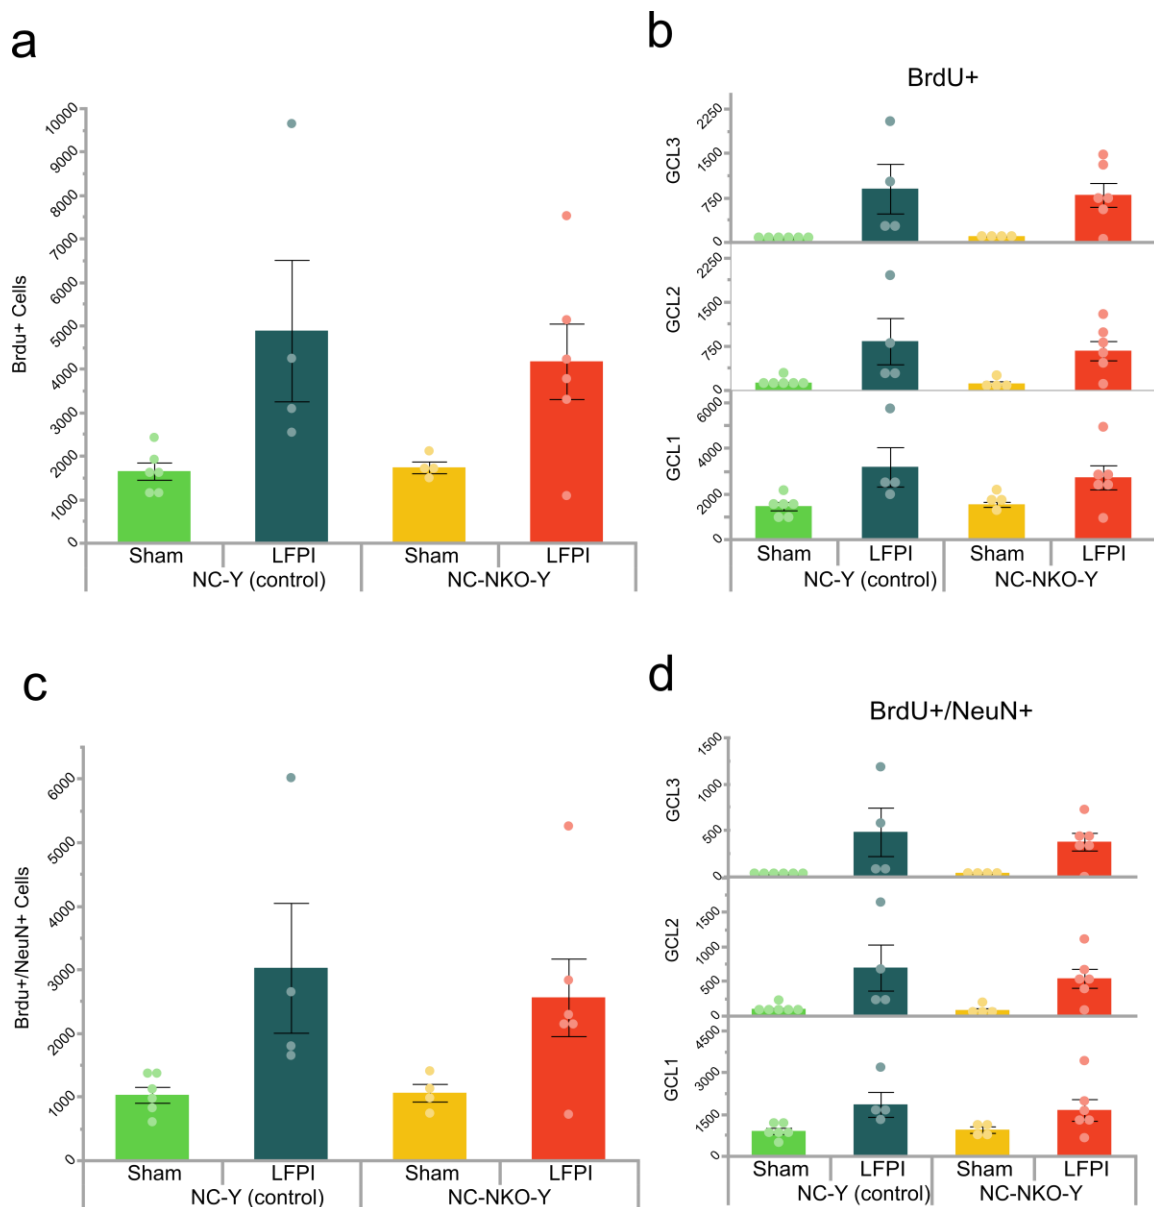 a
Brdu+ Cells
10000
9000
8000
7000
6000
5000
4000
3000
2000
1000
0
Sham LFPI Sham LFPI
NC-Y (control) NC-NKO-Y
b
BrdU+
GCL3
2250
1500
750
0
GCL2
2250
1500
750
0
GCL1
6000
4000
2000
0
Sham LFPI Sham LFPI
NC-Y (control) NC-NKO-Y
c
Brdu+/NeuN+ Cells
6000
5000
4000
3000
2000
1000
0
Sham LFPI Sham LFPI
NC-Y (control) NC-NKO-Y
d
BrdU+/NeuN+
GCL3
1500
1000
500
0
GCL2
1500
1000
500
0
GCL1
4500
3000
1500
0
Sham LFPI Sham LFPI
NC-Y (control) NC-NKO-Y